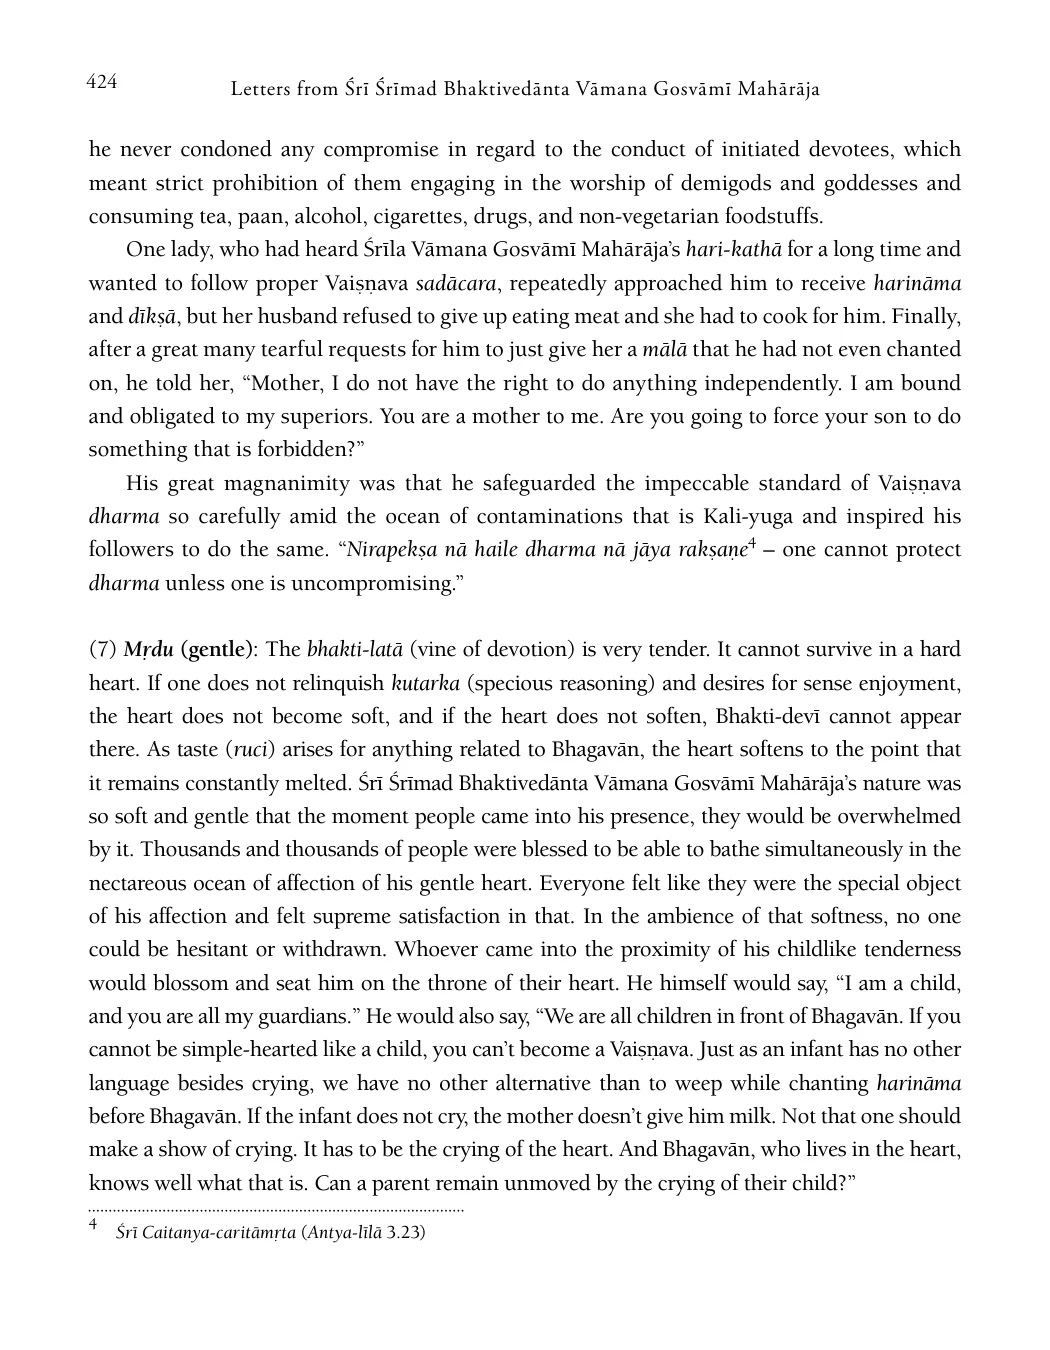 424
Letters from Śrī Śrīmad Bhaktivedānta Vāmana Gosvāmī Mahārāja
he never condoned any compromise in regard to the conduct of initiated devotees, which
meant strict prohibition of them engaging in the worship of demigods and goddesses and
consuming tea, paan, alcohol, cigarettes, drugs, and non-vegetarian foodstuffs.
One lady, who had heard Śrīla Vāmana Gosvāmī Mahārāja’s hari-kathā for a long time and
wanted to follow proper Vaiṣṇava sadācara, repeatedly approached him to receive harināma
and dīkṣā, but her husband refused to give up eating meat and she had to cook for him. Finally,
after a great many tearful requests for him to just give her a mālā that he had not even chanted
on, he told her, “Mother, I do not have the right to do anything independently. I am bound
and obligated to my superiors. You are a mother to me. Are you going to force your son to do
something that is forbidden?”
His great magnanimity was that he safeguarded the impeccable standard of Vaiṣṇava
dharma so carefully amid the ocean of contaminations that is Kali-yuga and inspired his
followers to do the same. “Nirapekṣa nā haile dharma nā jāya rakṣaṇe4 – one cannot protect
dharma unless one is uncompromising.”
(7) Mṛdu (gentle): The bhakti-latā (vine of devotion) is very tender. It cannot survive in a hard
heart. If one does not relinquish kutarka (specious reasoning) and desires for sense enjoyment,
the heart does not become soft, and if the heart does not soften, Bhakti-devī cannot appear
there. As taste (ruci) arises for anything related to Bhagavān, the heart softens to the point that
it remains constantly melted. Śrī Śrīmad Bhaktivedānta Vāmana Gosvāmī Mahārāja’s nature was
so soft and gentle that the moment people came into his presence, they would be overwhelmed
by it. Thousands and thousands of people were blessed to be able to bathe simultaneously in the
nectareous ocean of affection of his gentle heart. Everyone felt like they were the special object
of his affection and felt supreme satisfaction in that. In the ambience of that softness, no one
could be hesitant or withdrawn. Whoever came into the proximity of his childlike tenderness
would blossom and seat him on the throne of their heart. He himself would say, “I am a child,
and you are all my guardians.” He would also say, “We are all children in front of Bhagavān. If you
cannot be simple-hearted like a child, you can’t become a Vaiṣṇava. Just as an infant has no other
language besides crying, we have no other alternative than to weep while chanting harināma
before Bhagavān. If the infant does not cry, the mother doesn’t give him milk. Not that one should
make a show of crying. It has to be the crying of the heart. And Bhagavān, who lives in the heart,
knows well what that is. Can a parent remain unmoved by the crying of their child?”
4 Śrī Caitanya-caritāmṛta (Antya-līlā 3.23)